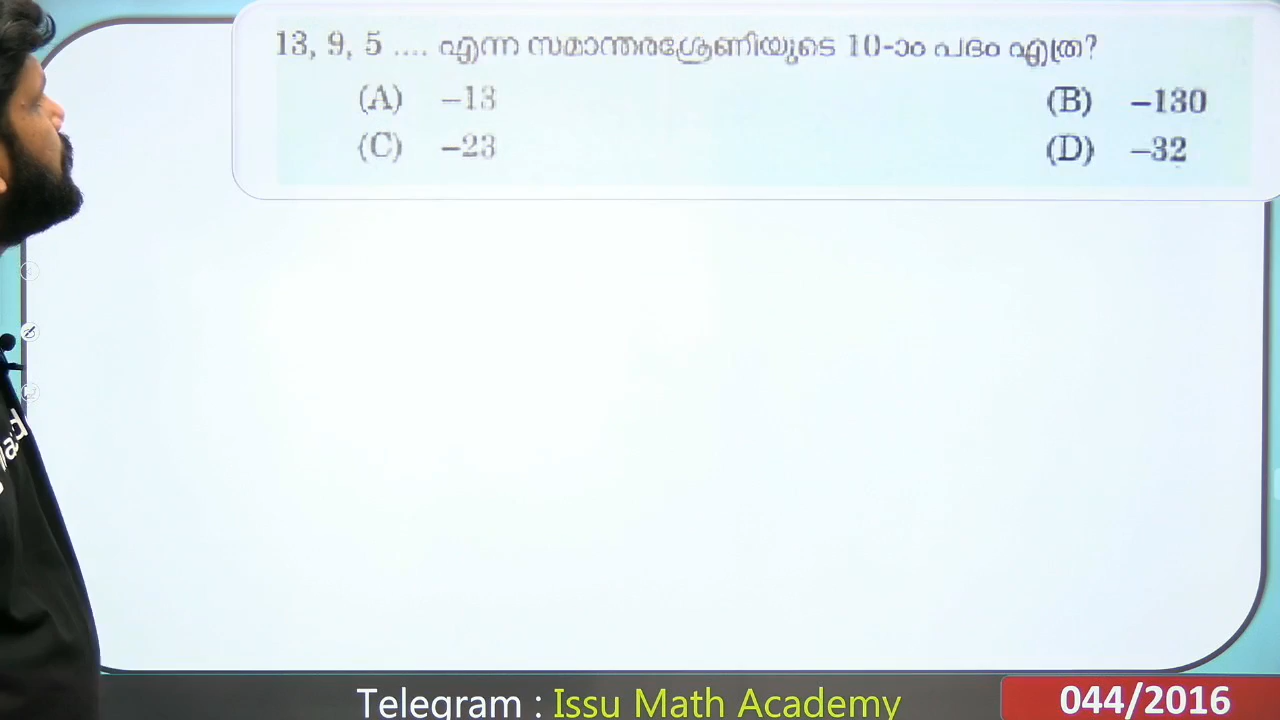 13, 9, 5 .... എന്ന സമാന്തരശ്രേണിയുടെ 10-ാം പദം എത്ര?
(A) –13
(B) –130
(C) –23
(D) –32
Telegram : Issu Math Academy
044/2016